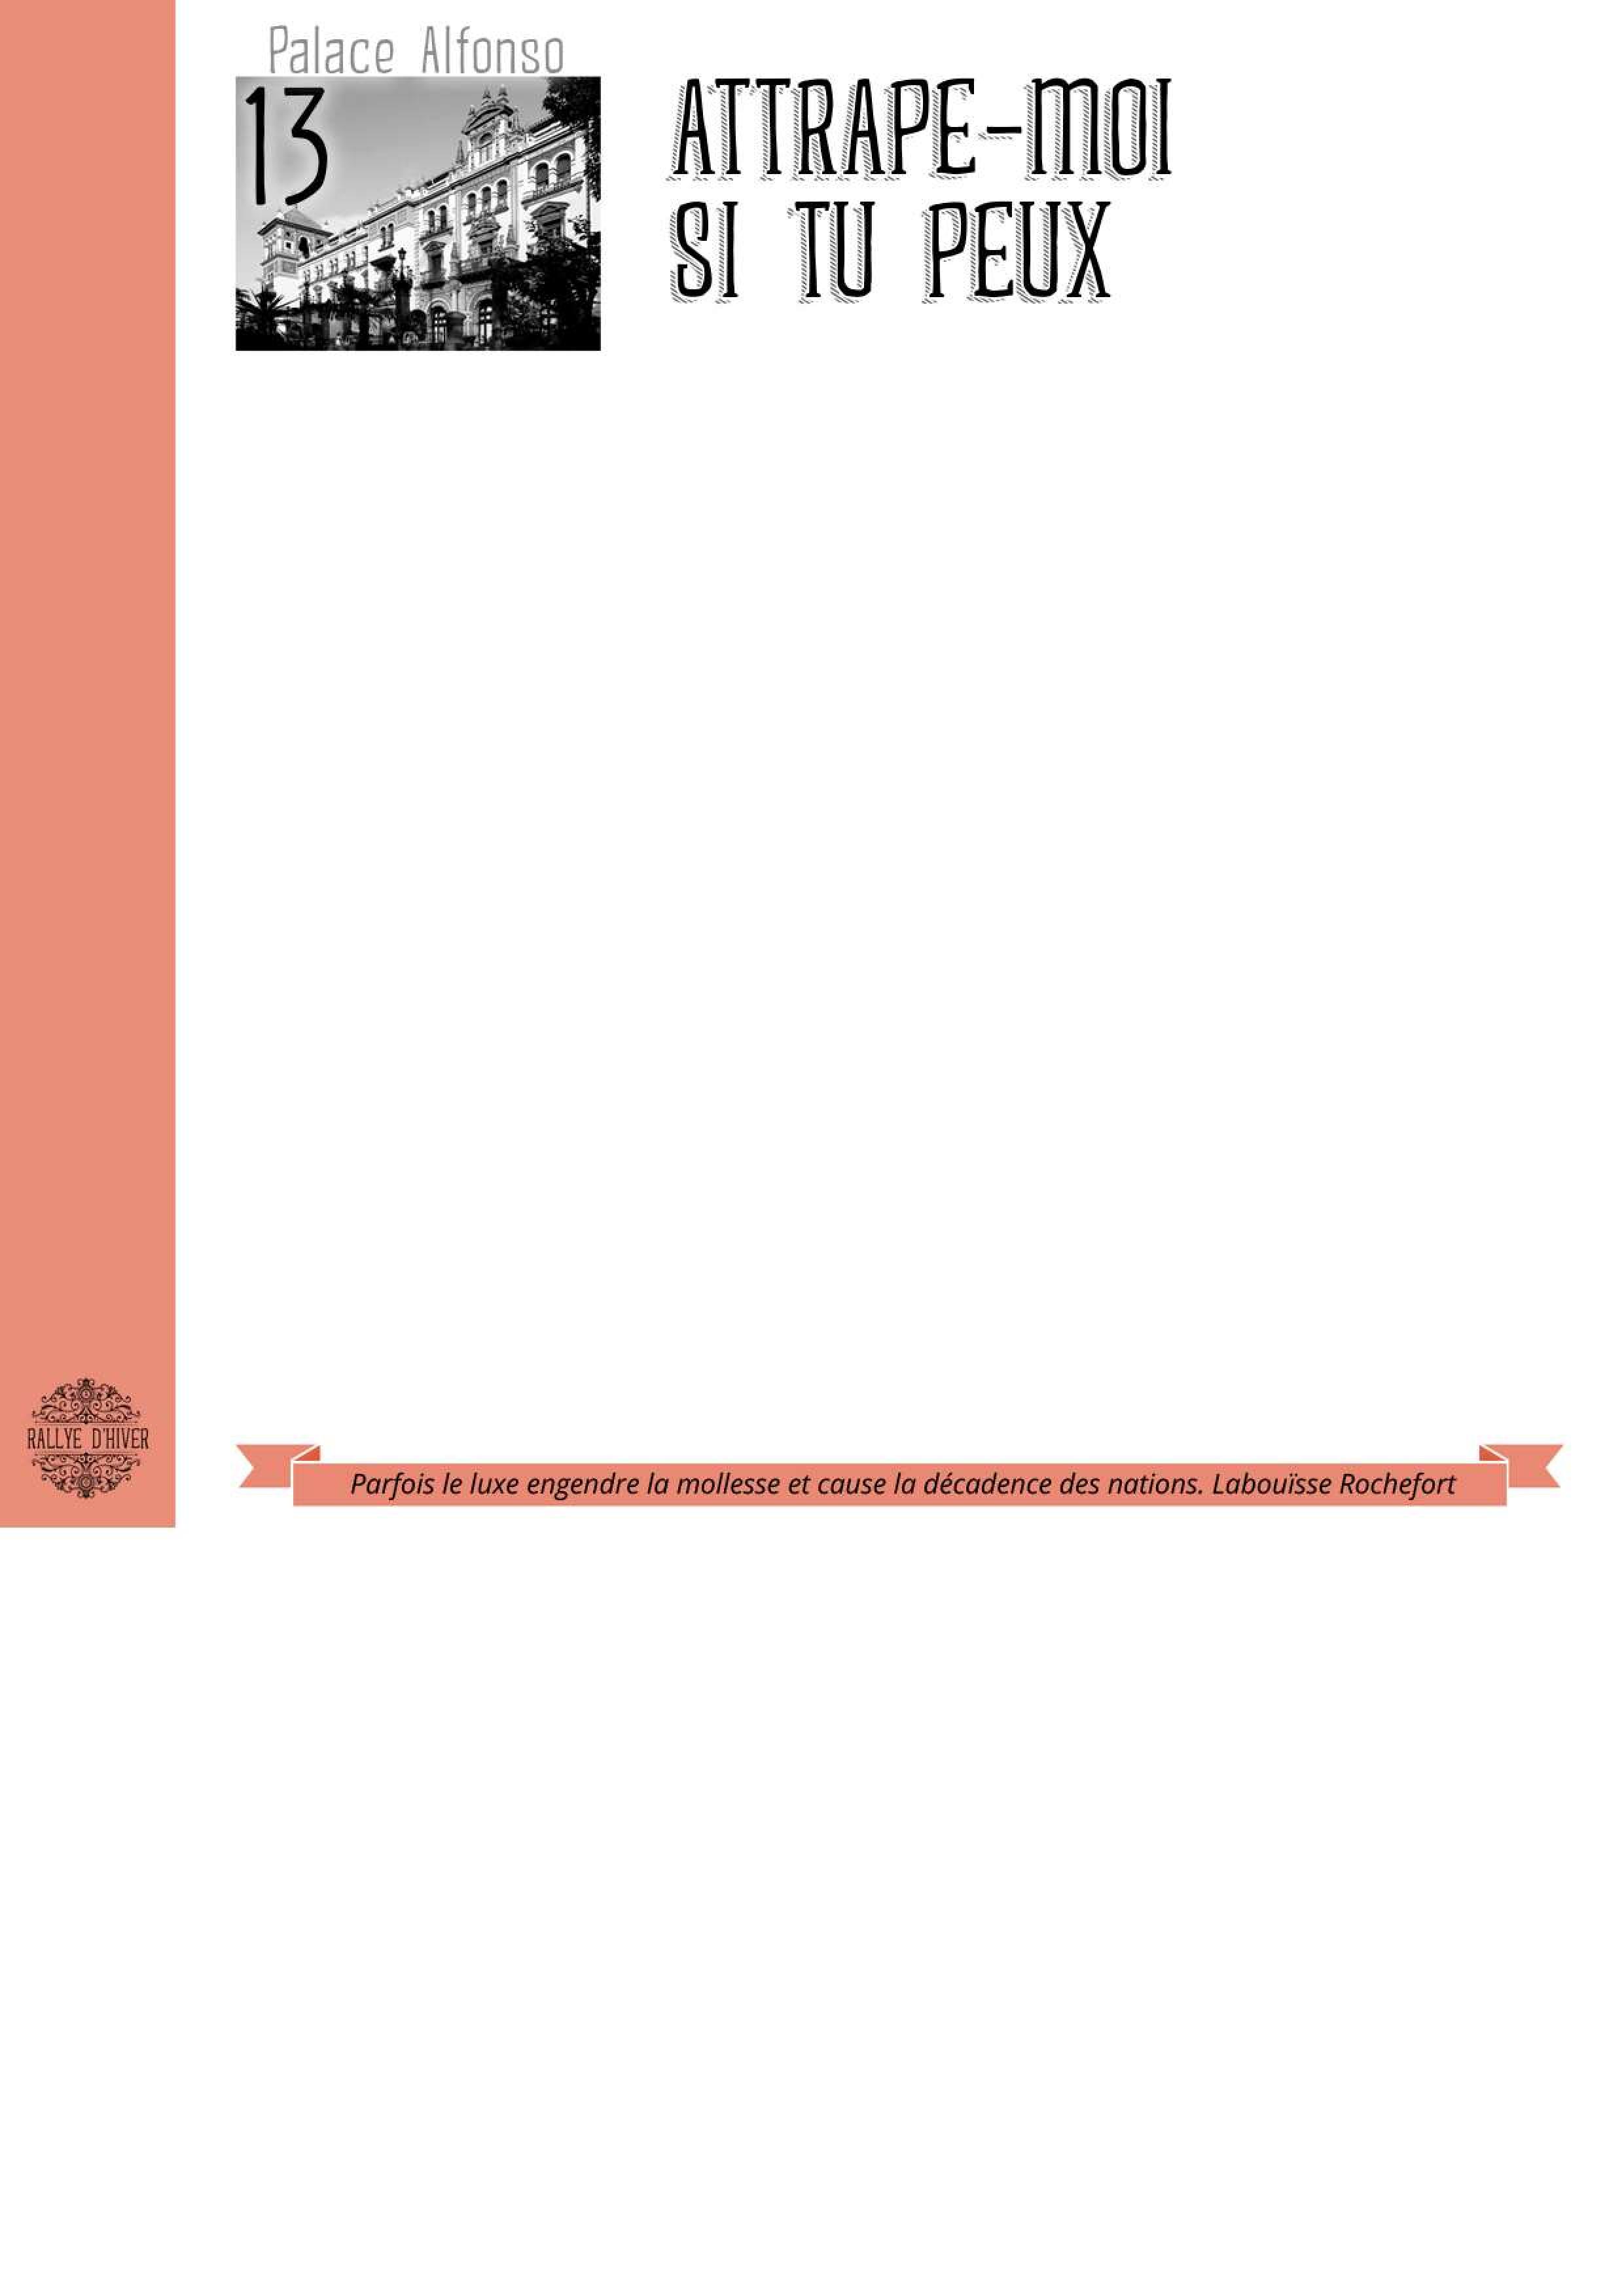 Palace Alfonso
13
ATTRAPE-MOI
SI TU PEUX
RALLYE D'HIVER
Parfois le luxe engendre la mollesse et cause la décadence des nations. Labouïsse Rochefort